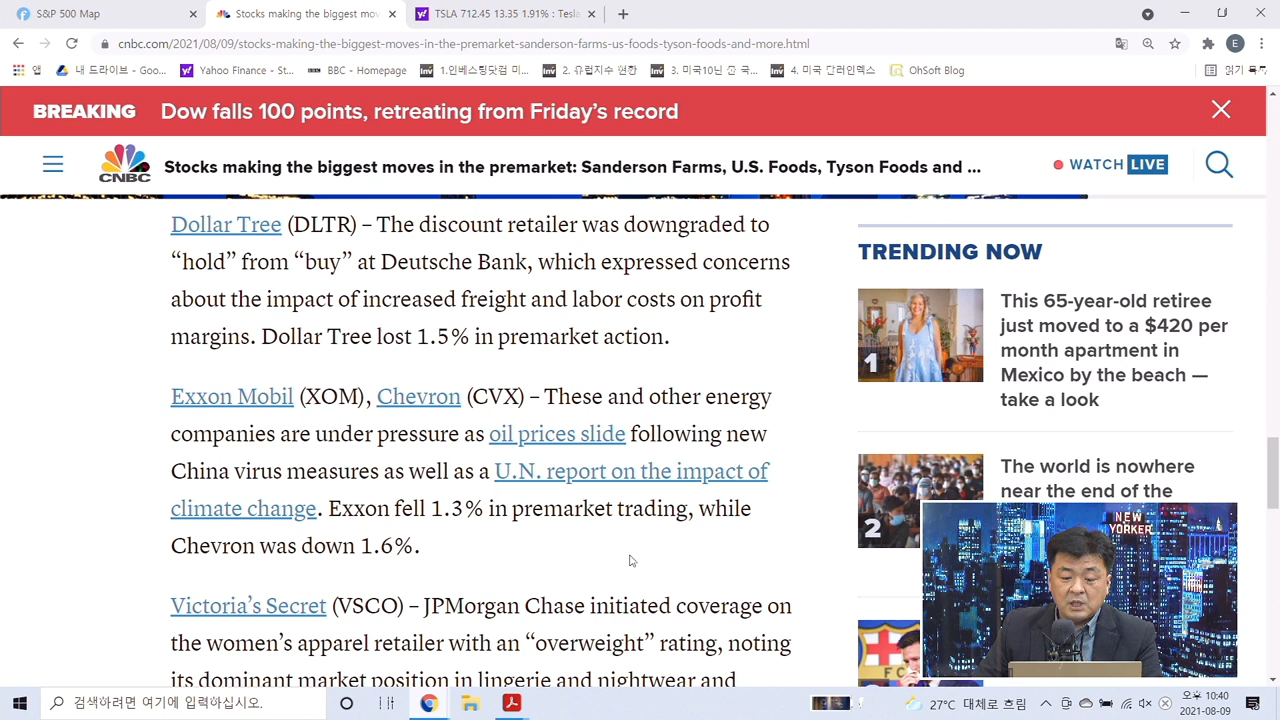 S&P 500 Map
Stocks making the biggest mov
TSLA 712.45 13.35 1.91% : Tesla
cnbc.com/2021/08/09/stocks-making-the-biggest-moves-in-the-premarket-sanderson-farms-us-foods-tyson-foods-and-more.html
E
앱
내 드라이브 - Goo...
Yahoo Finance - St...
BBC - Homepage
1.인베스팅닷컴 미...
2. 유럽지수 현황
3. 미국10년 준 국...
4. 미국 달러인덱스
OhSoft Blog
읽기 목록
BREAKING Dow falls 100 points, retreating from Friday's record
CNBC
Stocks making the biggest moves in the premarket: Sanderson Farms, U.S. Foods, Tyson Foods and ...
WATCH LIVE
Dollar Tree (DLTR) – The discount retailer was downgraded to
“hold” from “buy” at Deutsche Bank, which expressed concerns
about the impact of increased freight and labor costs on profit
margins. Dollar Tree lost 1.5% in premarket action.
Exxon Mobil (XOM), Chevron (CVX) – These and other energy
companies are under pressure as oil prices slide following new
China virus measures as well as a U.N. report on the impact of
climate change. Exxon fell 1.3% in premarket trading, while
Chevron was down 1.6%.
Victoria’s Secret (VSCO) – JPMorgan Chase initiated coverage on
the women’s apparel retailer with an “overweight” rating, noting
its dominant market position in lingerie and nightwear and
TRENDING NOW
1
This 65-year-old retiree
just moved to a $420 per
month apartment in
Mexico by the beach —
take a look
2
The world is nowhere
near the end of the
NEW
YORKER
검색하려면 여기에 입력하십시오.
27°C 대체로 흐림
오후 10:40
2021-08-09